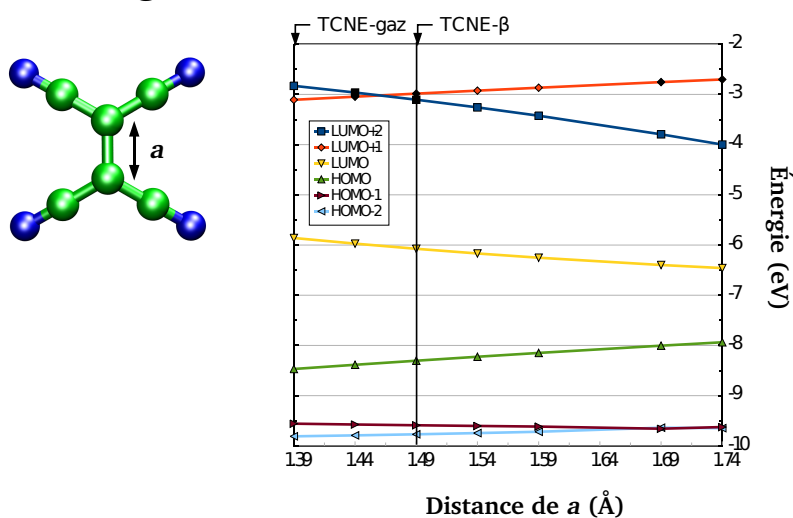 TCNE-gaz
TCNE-β
a
LUMO+2
LUMO+1
LUMO
HOMO
HOMO-1
HOMO-2
-2
-3
-4
-5
-6
-7
-8
-9
-10
Énergie (eV)
1.39 1.44 1.49 1.54 1.59 1.64 1.69 1.74
Distance de a (Å)